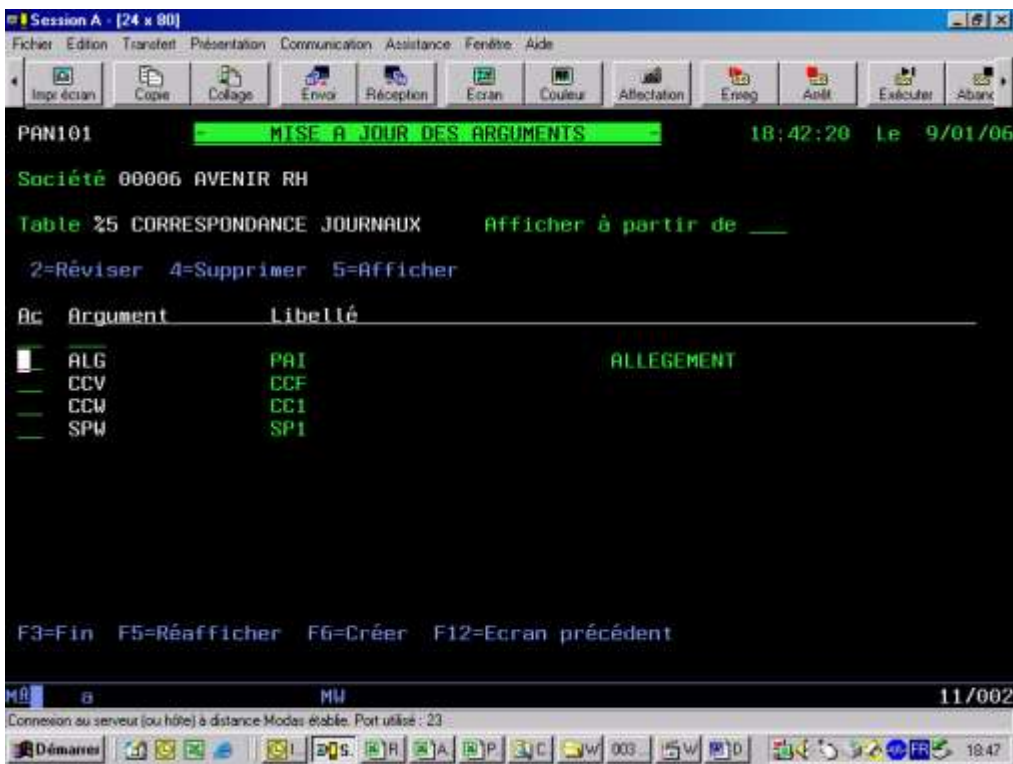 Session A - [24 x 80]
Fichier Edition Transfert Présentation Communication Assistance Fenêtre Aide
Impr écran Copie Collage Envoi Réception Ecran Couleur Affectation Enreg Arrêt Exécuter Abanc
PAN101 - MISE A JOUR DES ARGUMENTS - 18:42:20 Le 9/01/06
Société 00006 AVENIR RH
Table %5 CORRESPONDANCE JOURNAUX Afficher à partir de ___
2=Réviser 4=Supprimer 5=Afficher
Ac Argument Libellé
ALG PAI ALLEGEMENT
CCV CCF
CCW CC1
SPW SP1
F3=Fin F5=Réafficher F6=Créer F12=Ecran précédent
MA a MW 11/002
Connexion au serveur (ou hôte) à distance Modas établie. Port utilisé : 23
Démarrer I. S. R A P C W 003 W D FR 18:47